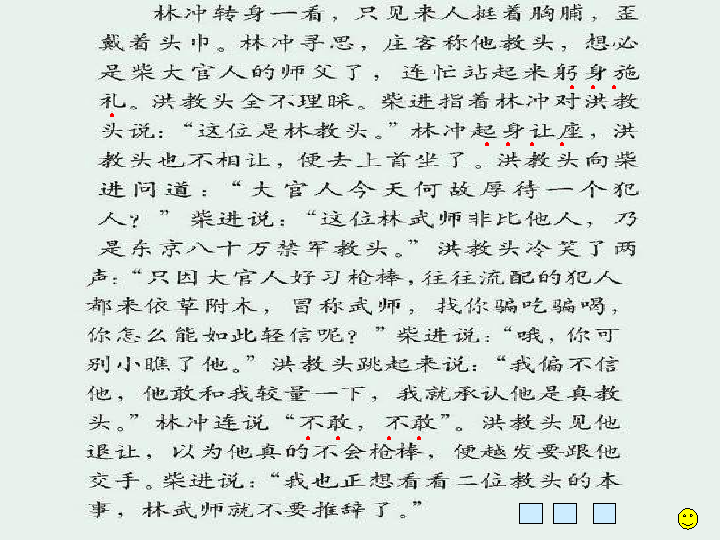 林冲转身一看，只见来人挺着胸脯，歪
戴着头巾。林冲寻思，庄客称他教头，想必
是柴大官人的师父了，连忙站起来躬身施
礼。洪教头全不理睬。柴进指着林冲对洪教
头说：“这位是林教头。”林冲起身让座，洪
教头也不相让，便去上首坐了。洪教头向柴
进问道：“大官人今天何故厚待一个犯
人？”柴进说：“这位林武师非比他人，乃
是东京八十万禁军教头。”洪教头冷笑了两
声：“只因大官人好习枪棒，往往流配的犯人
都来依草附木，冒称武师，找你骗吃骗喝，
你怎么能如此轻信呢？”柴进说：“哦，你可
别小瞧了他。”洪教头跳起来说：“我偏不信
他，他敢和我较量一下，我就承认他是真教
头。”林冲连说“不敢，不敢”。洪教头见他
退让，以为他真的不会枪棒，便越发要跟他
交手。柴进说：“我也正想看看二位教头的本
事，林武师就不要推辞了。”